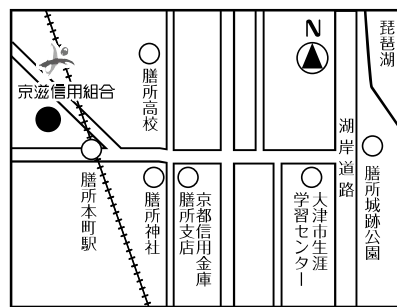 京滋信用組合
膳所高校
膳所本町駅
膳所神社
京都信用金庫
膳所支店
N
大津市生涯
学習センター
湖岸道路
琵琶湖
膳所城跡公園